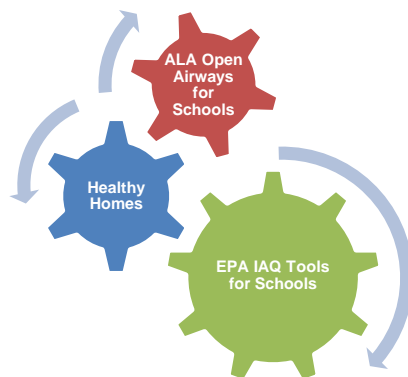 ALA Open
Airways
for
Schools
Healthy
Homes
EPA IAQ Tools
for Schools